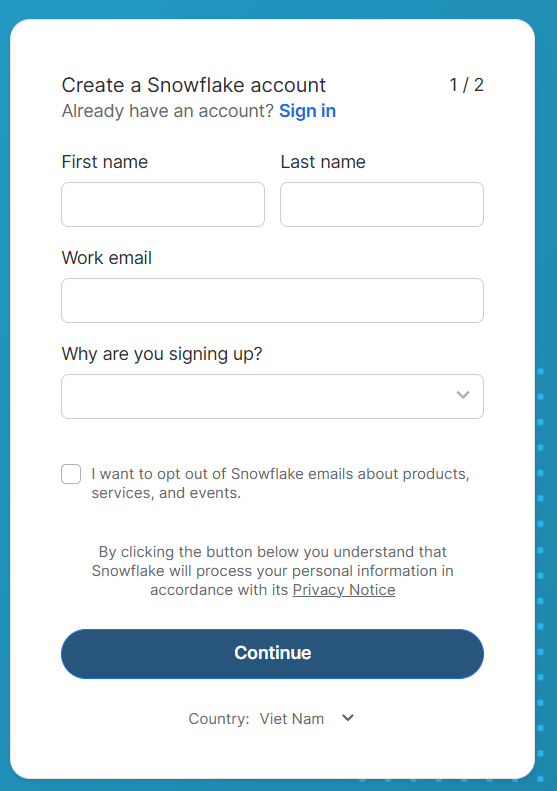 Create a Snowflake account 1 / 2
Already have an account? Sign in
First name Last name
Work email
Why are you signing up?
I want to opt out of Snowflake emails about products,
services, and events.
By clicking the button below you understand that
Snowflake will process your personal information in
accordance with its Privacy Notice
Continue
Country: Viet Nam